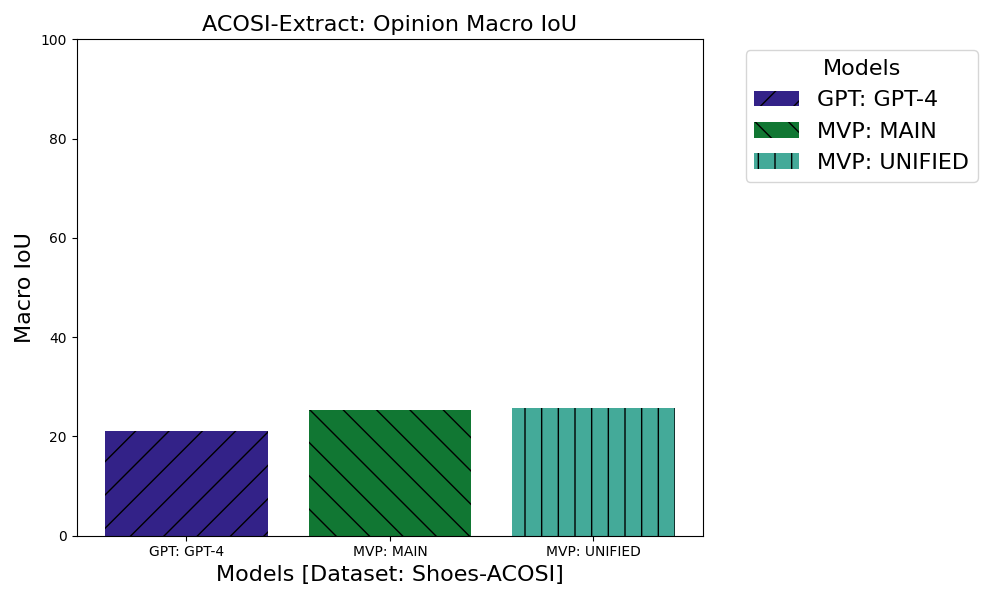 ACOSI-Extract: Opinion Macro IoU
Macro IoU
100
80
60
40
20
0
GPT: GPT-4
MVP: MAIN
MVP: UNIFIED
Models [Dataset: Shoes-ACOSI]
Models
GPT: GPT-4
MVP: MAIN
MVP: UNIFIED